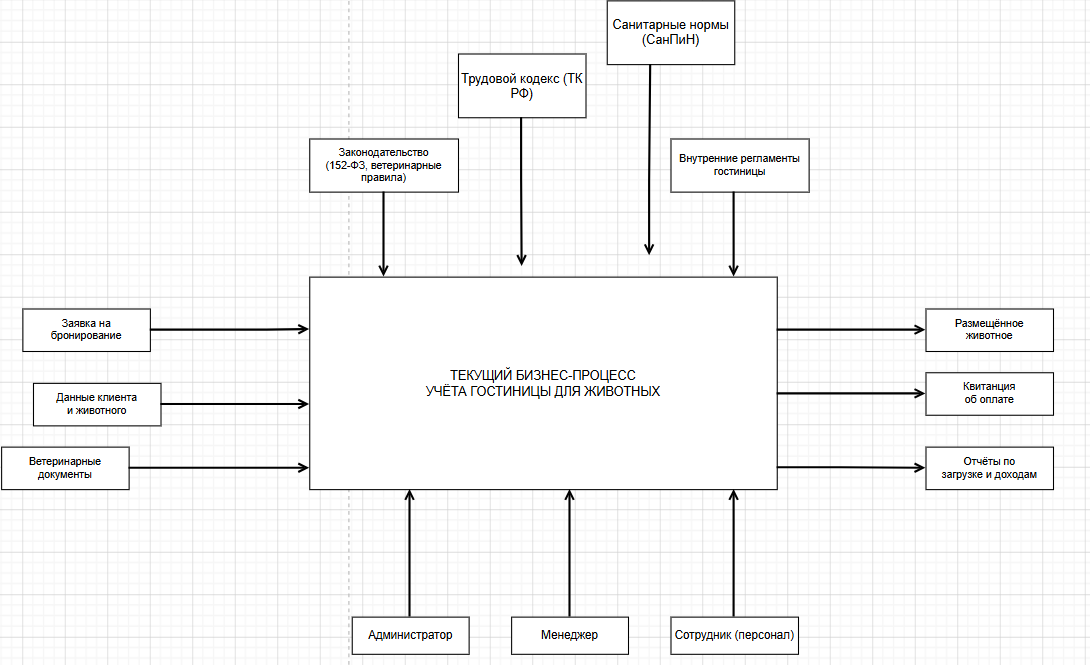 Санитарные нормы
(СанПиН)
Трудовой кодекс (ТК
РФ)
Законодательство
(152-ФЗ, ветеринарные
правила)
Внутренние регламенты
гостиницы
Заявка на
бронирование
Данные клиента
и животного
Ветеринарные
документы
ТЕКУЩИЙ БИЗНЕС-ПРОЦЕСС
УЧЁТА ГОСТИНИЦЫ ДЛЯ ЖИВОТНЫХ
Размещённое
животное
Квитанция
об оплате
Отчёты по
загрузке и доходам
Администратор
Менеджер
Сотрудник (персонал)